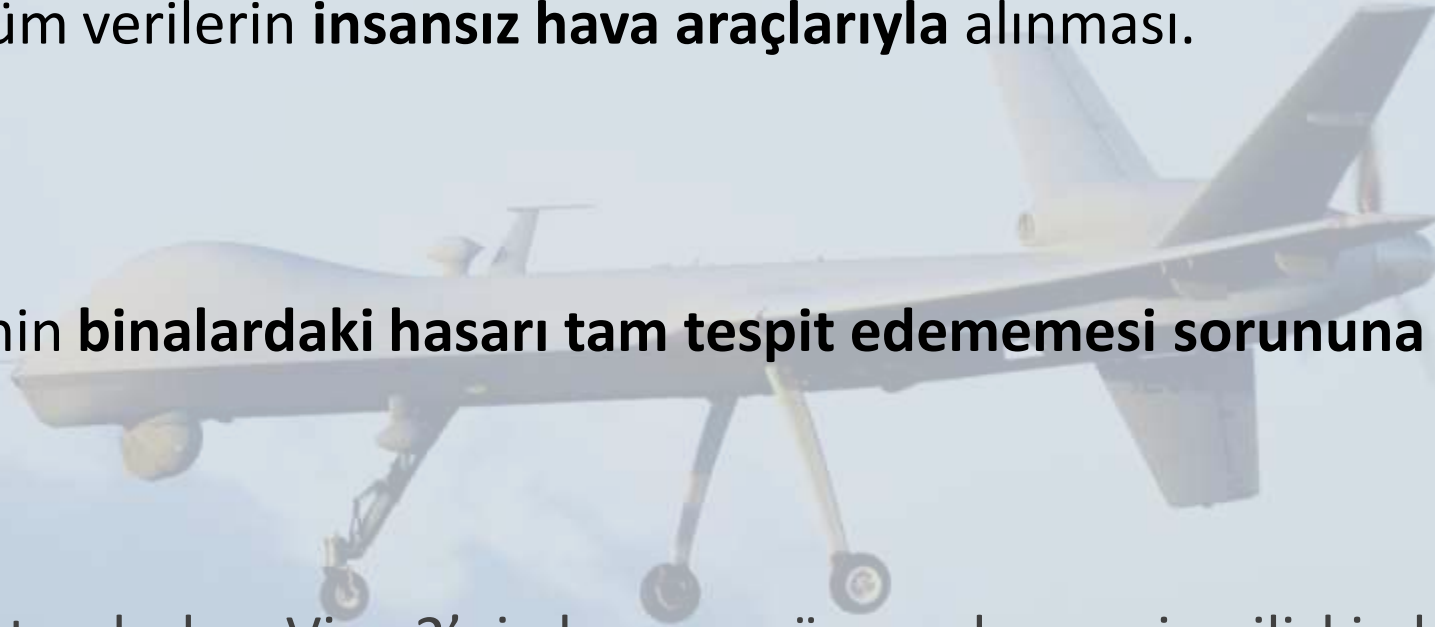 üm verilerin insansız hava araçlarıyla alınması.
nin binalardaki hasarı tam tespit edememesi sorununa